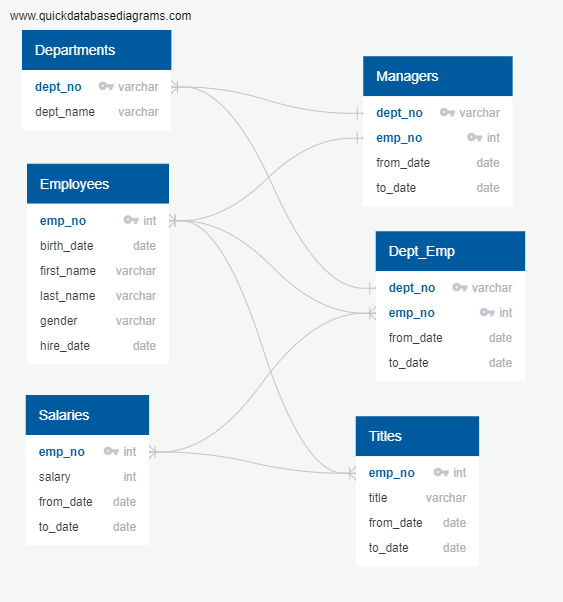 www.quickdatabasediagrams.com
Departments
dept_no varchar
dept_name varchar
Employees
emp_no int
birth_date date
first_name varchar
last_name varchar
gender varchar
hire_date date
Salaries
emp_no int
salary int
from_date date
to_date date
Managers
dept_no varchar
emp_no int
from_date date
to_date date
Dept_Emp
dept_no varchar
emp_no int
from_date date
to_date date
Titles
emp_no int
title varchar
from_date date
to_date date